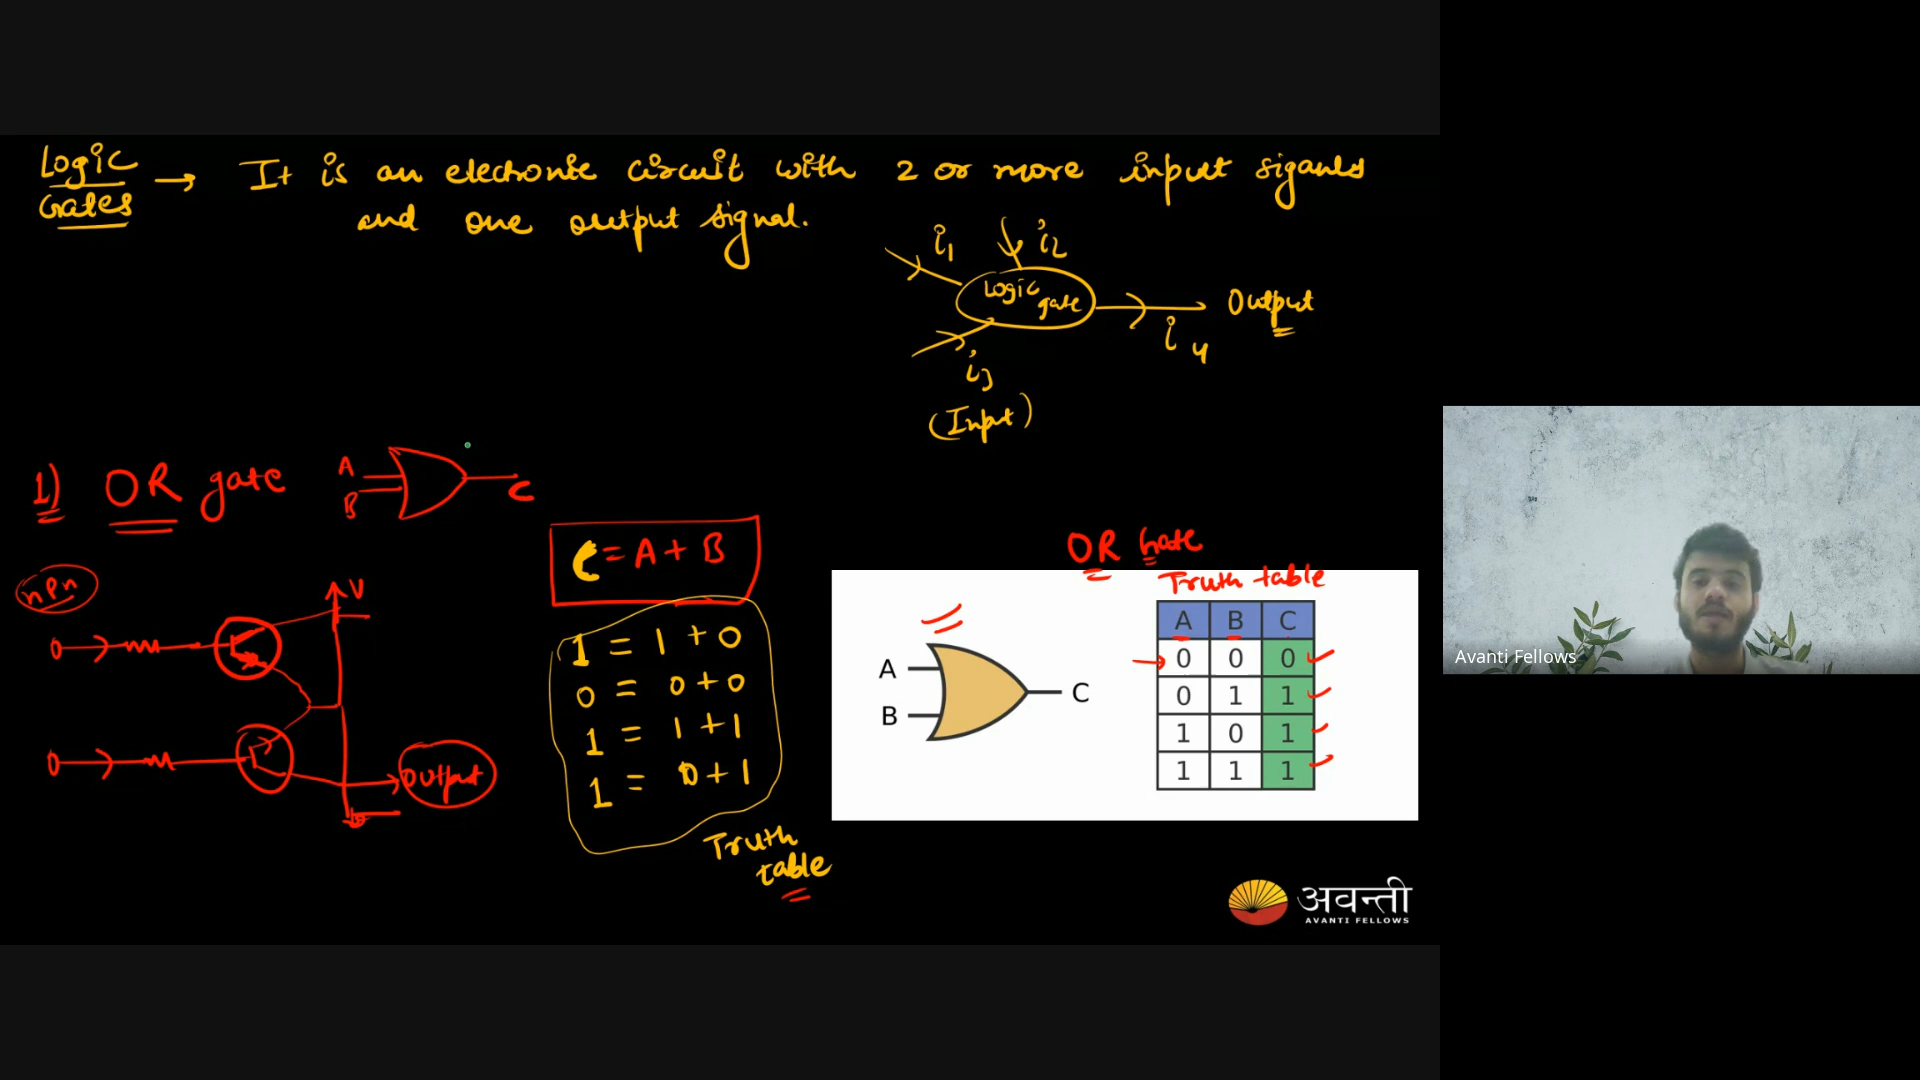 Logic Gates → It is an electronic circuit with 2 or more input siganls
and one output signal.
i1 i2
Logic gate
Output
i4
i3
(Input)
1) OR gate
A
B
C
nPn
V
Output
C = A + B
1 = 1 + 0
0 = 0 + 0
1 = 1 + 1
1 = 0 + 1
Truth table
OR Gate
Truth table
A B C
0 0 0
0 1 1
1 0 1
1 1 1
A
B
C
Avanti Fellows
अवन्ती
AVANTI FELLOWS